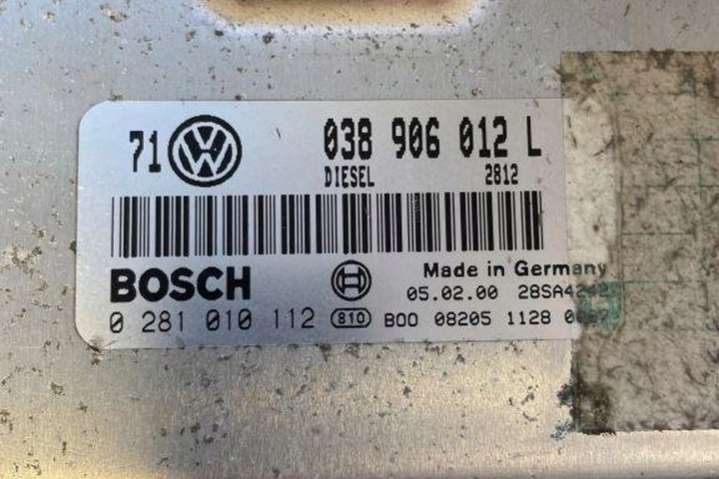 71 VW 038 906 012 L
DIESEL 2812
BOSCH Made in Germany
05.02.00
0 281 010 112 810 B00 08205 1128